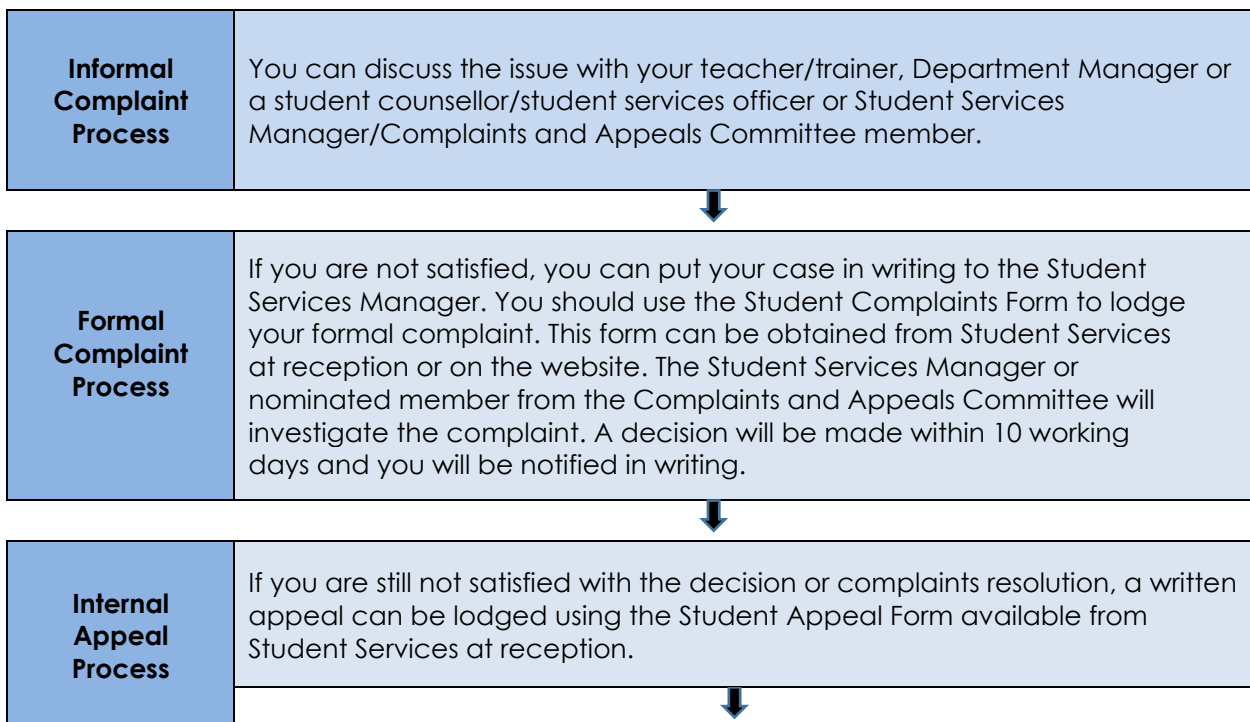 Informal
Complaint
Process
You can discuss the issue with your teacher/trainer, Department Manager or
a student counsellor/student services officer or Student Services
Manager/Complaints and Appeals Committee member.
Formal
Complaint
Process
If you are not satisfied, you can put your case in writing to the Student
Services Manager. You should use the Student Complaints Form to lodge
your formal complaint. This form can be obtained from Student Services
at reception or on the website. The Student Services Manager or
nominated member from the Complaints and Appeals Committee will
investigate the complaint. A decision will be made within 10 working
days and you will be notified in writing.
Internal
Appeal
Process
If you are still not satisfied with the decision or complaints resolution, a written
appeal can be lodged using the Student Appeal Form available from
Student Services at reception.